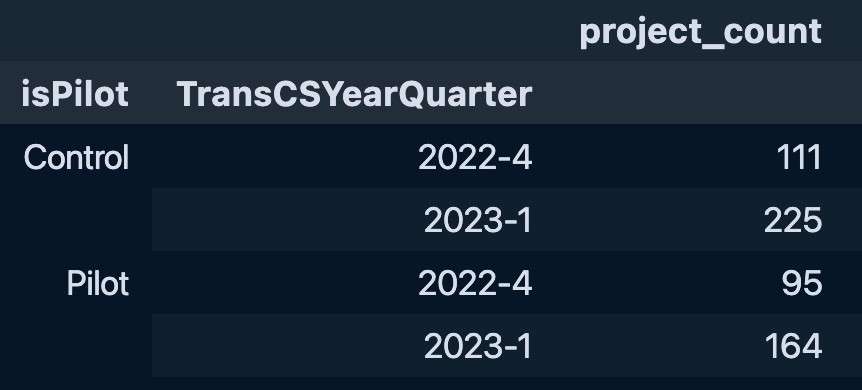 project_count
isPilot TransCSYearQuarter
Control 2022-4 111
2023-1 225
Pilot 2022-4 95
2023-1 164